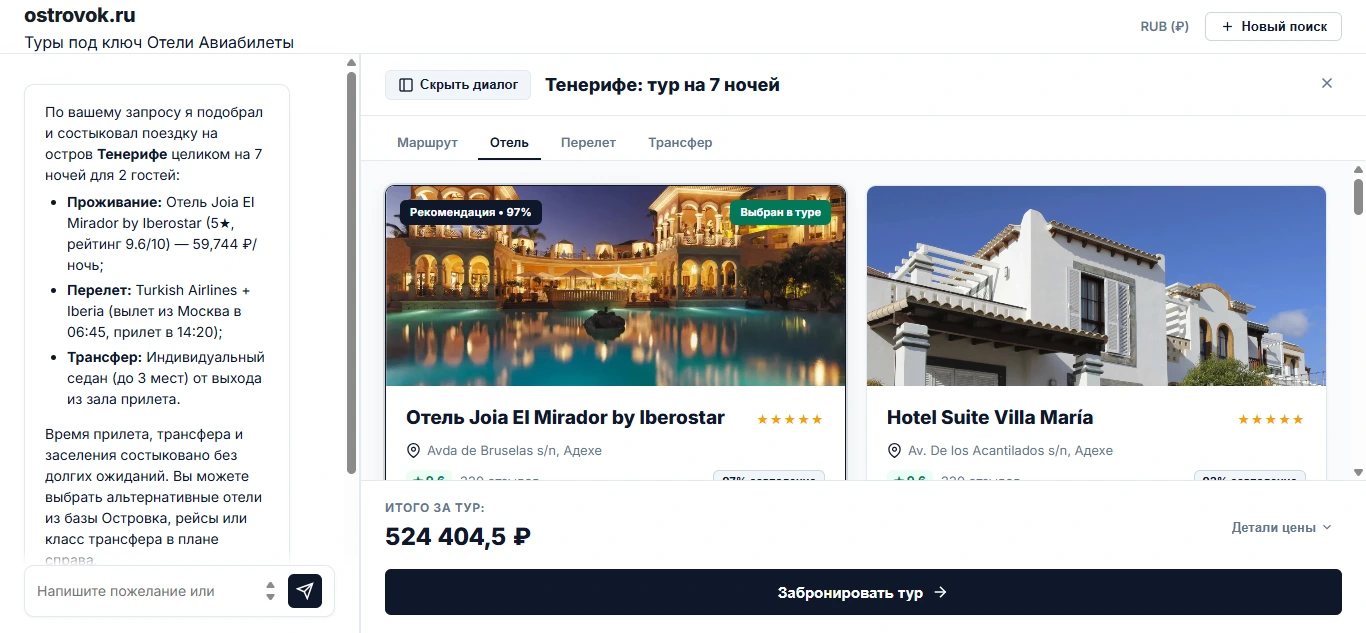 ostrovok.ru
Туры под ключ Отели Авиабилеты
RUB (₽)
+ Новый поиск
По вашему запросу я подобрал
и состыковал поездку на
остров Тенерифе целиком на 7
ночей для 2 гостей:
• Проживание: Отель Joia El
Mirador by Iberostar (5★,
рейтинг 9.6/10) — 59,744 ₽/
ночь;
• Перелет: Turkish Airlines +
Iberia (вылет из Москвы в
06:45, прилет в 14:20);
• Трансфер: Индивидуальный
седан (до 3 мест) от выхода
из зала прилета.
Время прилета, трансфера и
заселения состыковано без
долгих ожиданий. Вы можете
выбрать альтернативные отели
из базы Островка, рейсы или
класс трансфера в плане
справа.
Напишите пожелание или
Скрыть диалог
Тенерифе: тур на 7 ночей
Маршрут Отель Перелет Трансфер
Рекомендация • 97%
Выбран в туре
Отель Joia El Mirador by Iberostar ★★★★★
Avda de Bruselas s/n, Адехе
Hotel Suite Villa María ★★★★★
Av. De los Acantilados s/n, Адехе
ИТОГО ЗА ТУР:
524 404,5 ₽
Детали цены
Забронировать тур →